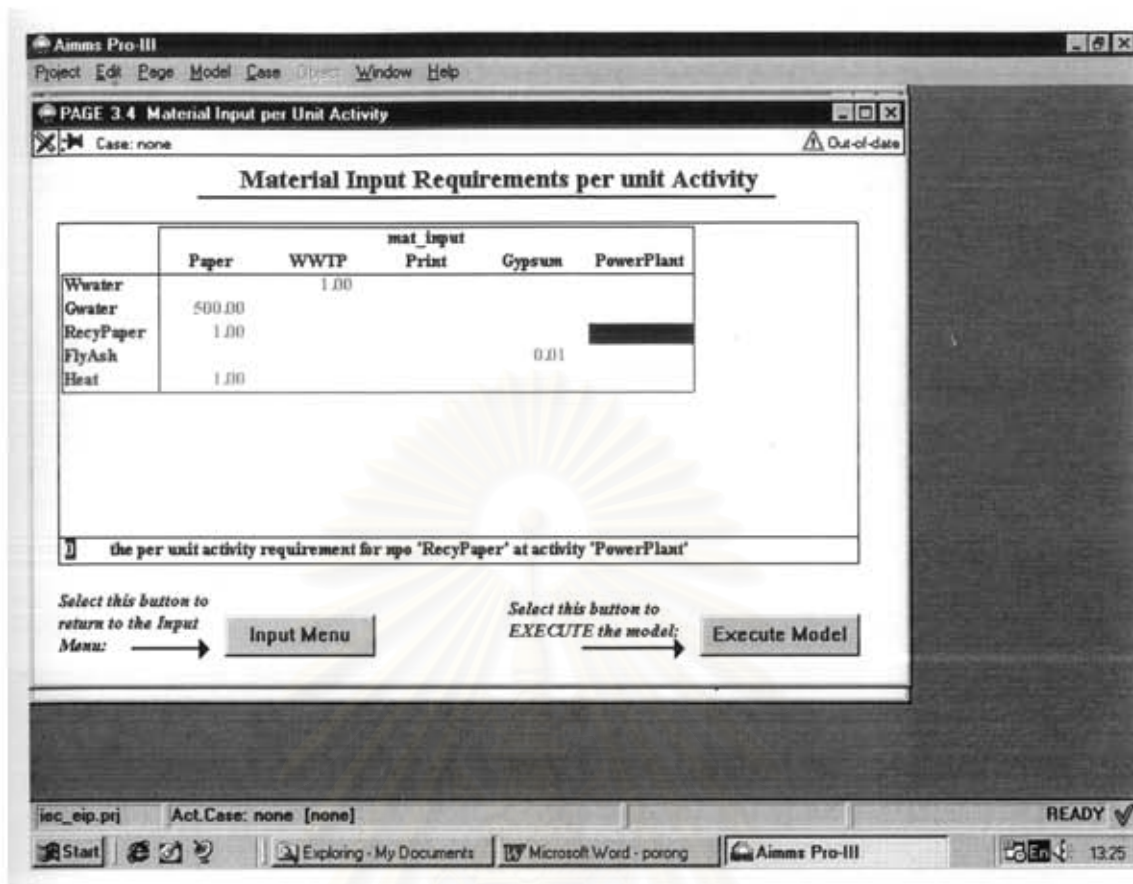 Aimms Pro-III
Project Edit Page Model Case Object Window Help
PAGE 3.4 Material Input per Unit Activity
Case: none Out-of-date
Material Input Requirements per unit Activity
mat_input
Paper WWTP Print Gypsum PowerPlant
Wwater 1.00
Gwater 500.00
RecyPaper 1.00
FlyAsh 0.01
Heat 1.00
the per unit activity requirement for npo 'RecyPaper' at activity 'PowerPlant'
Select this button to
return to the Input
Menu:
Input Menu
Select this button to
EXECUTE the model:
Execute Model
iec_eip.prj Act.Case: none [none] READY
Start Exploring - My Documents Microsoft Word - porong Aimms Pro-III En 13:25